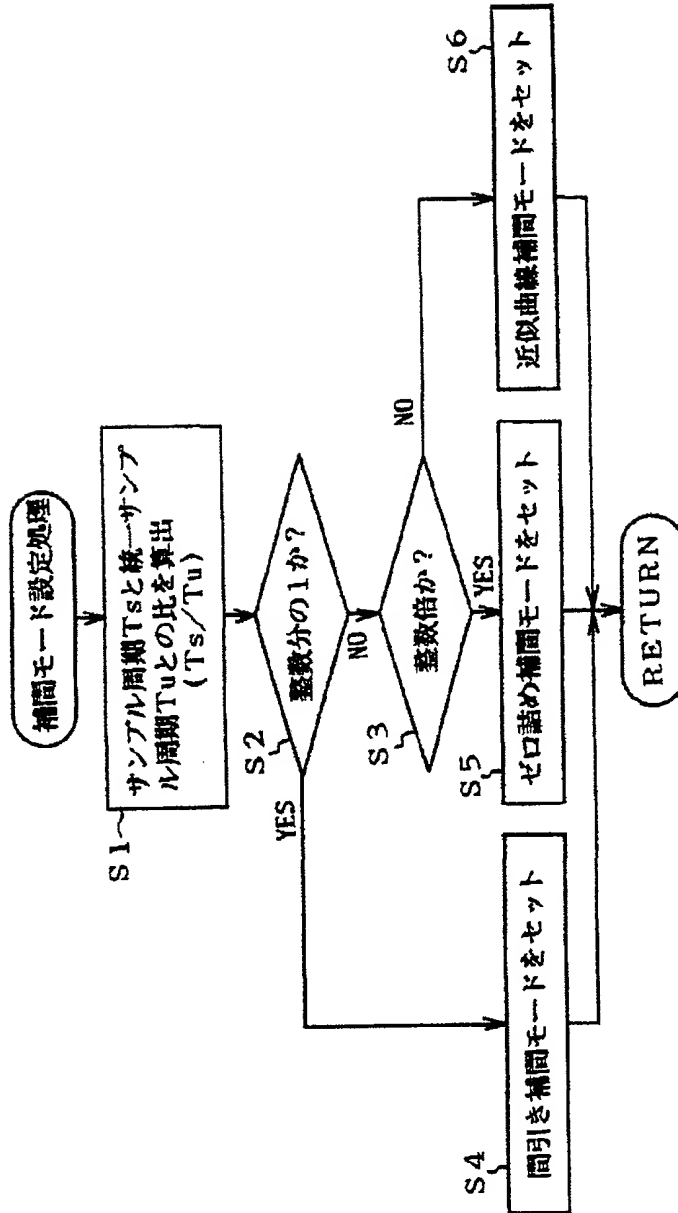 補間モード設定処理
S1
サンプル周期Tsと統一サンプ
ル周期Tuとの比を算出
(Ts/Tu)
S2
整数分の1か?
YES
NO
S3
整数倍か?
NO
YES
S4
間引き補間モードをセット
S5
ゼロ詰め補間モードをセット
S6
近似曲線補間モードをセット
RETURN